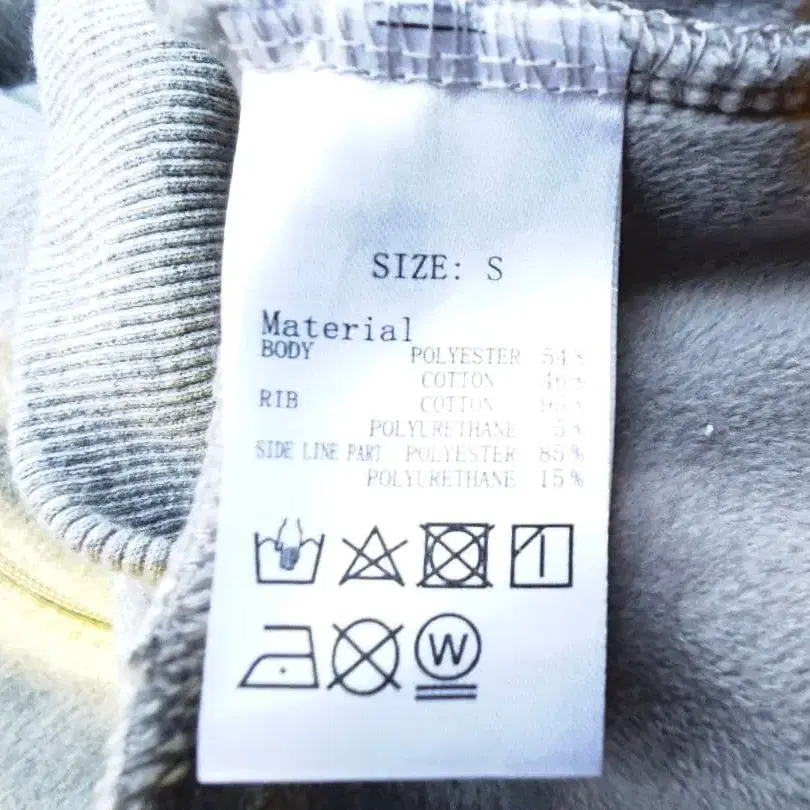 SIZE: S
Material
BODY POLYESTER 54%
COTTON 46%
RIB COTTON 95%
POLYURETHANE 5%
SIDE LINE PART POLYESTER 85%
POLYURETHANE 15%
W